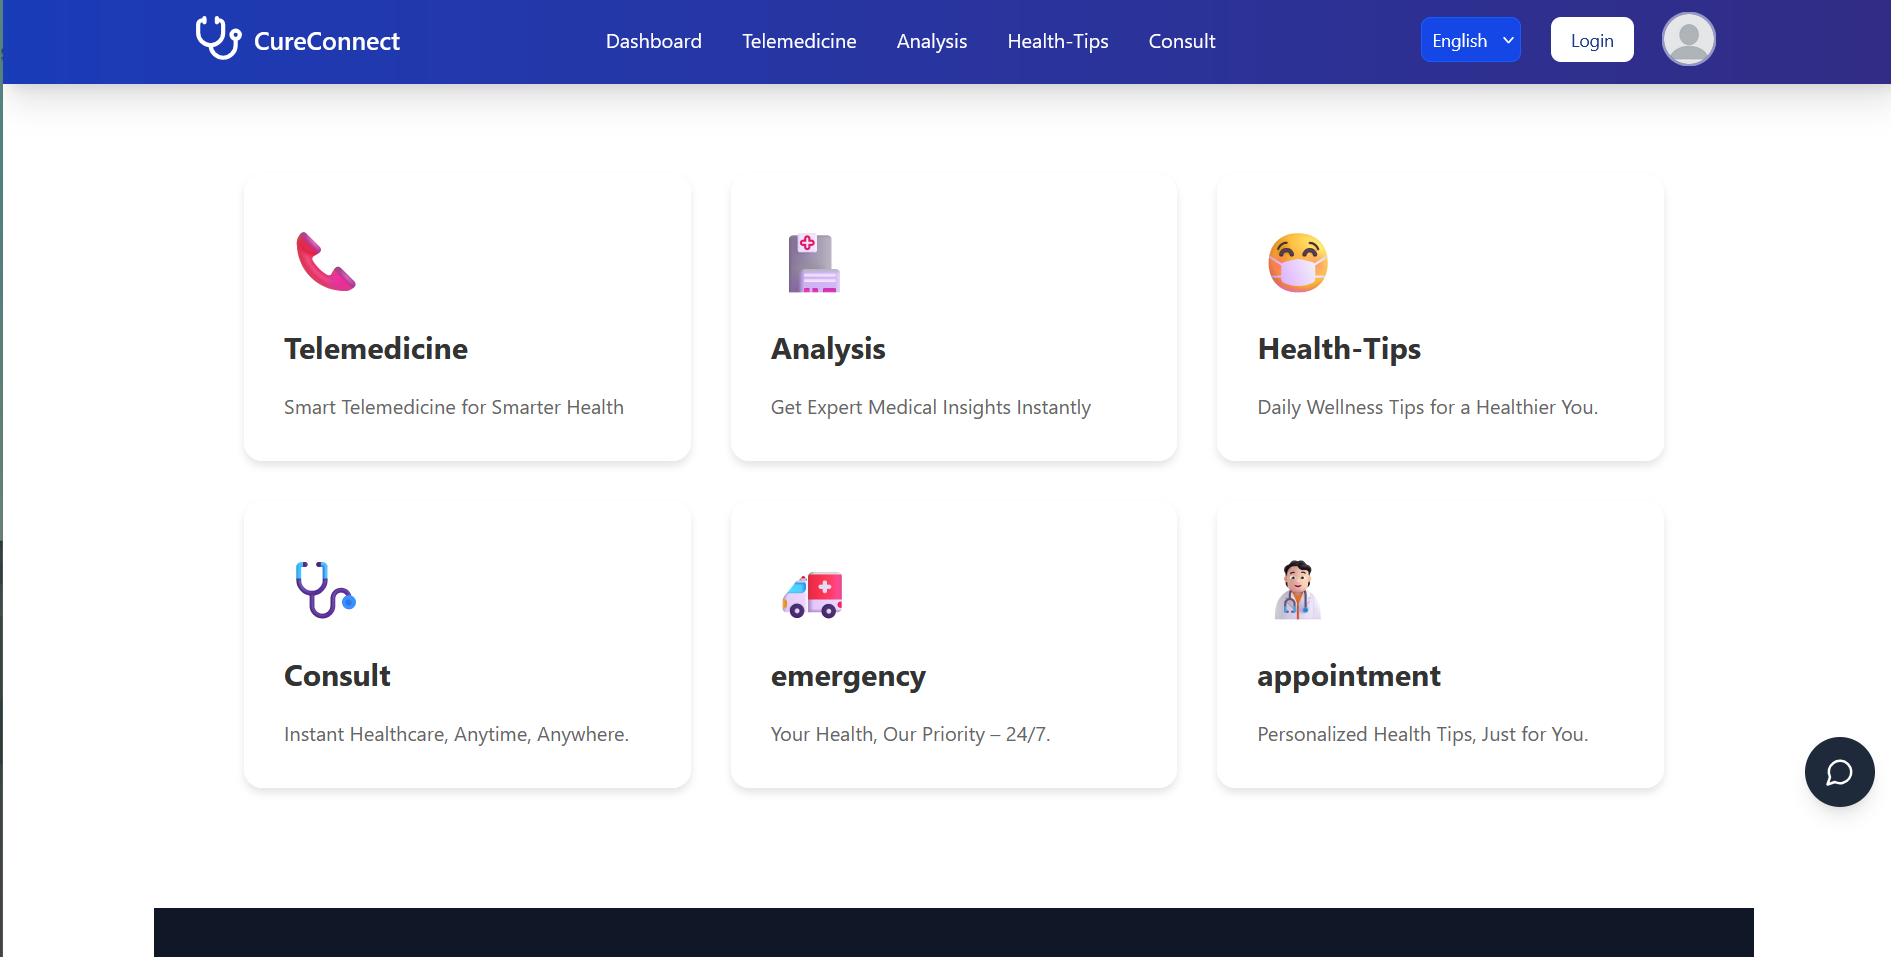 CureConnect
Dashboard
Telemedicine
Analysis
Health-Tips
Consult
English
Login
Telemedicine
Smart Telemedicine for Smarter Health
Analysis
Get Expert Medical Insights Instantly
Health-Tips
Daily Wellness Tips for a Healthier You.
Consult
Instant Healthcare, Anytime, Anywhere.
emergency
Your Health, Our Priority – 24/7.
appointment
Personalized Health Tips, Just for You.